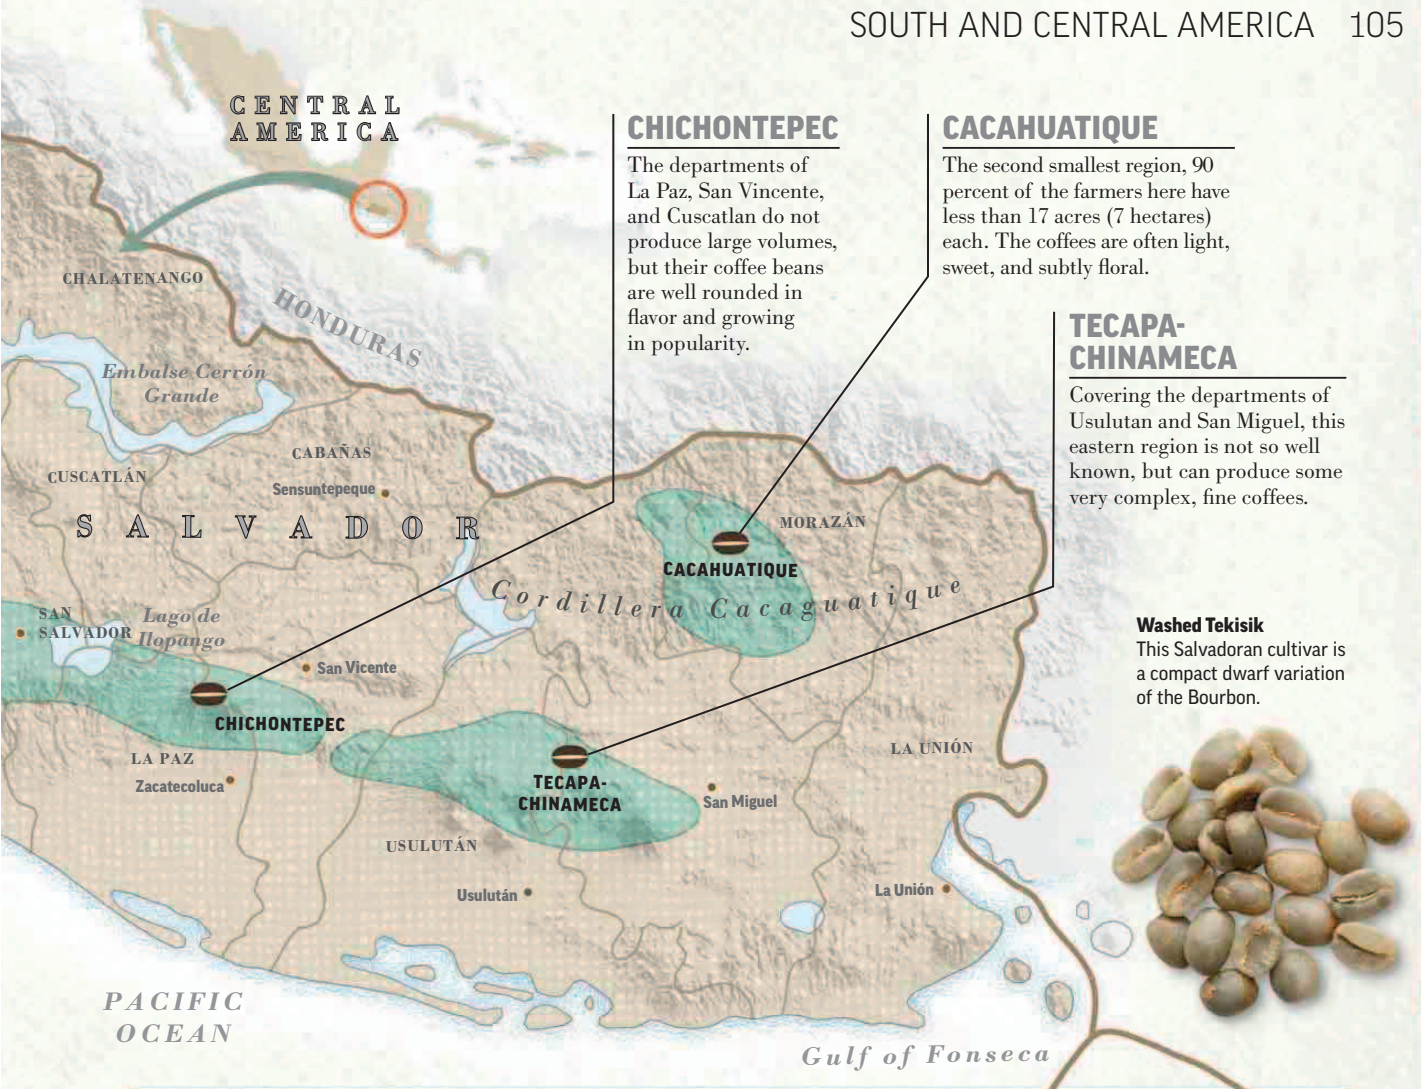 SOUTH AND CENTRAL AMERICA 105
CENTRAL
AMERICA
CHICHONTEPEC
The departments of
La Paz, San Vincente,
and Cuscatlan do not
produce large volumes,
but their coffee beans
are well rounded in
flavor and growing
in popularity.
CACAHUATIQUE
The second smallest region, 90
percent of the farmers here have
less than 17 acres (7 hectares)
each. The coffees are often light,
sweet, and subtly floral.
TECAPA-
CHINAMECA
Covering the departments of
Usulutan and San Miguel, this
eastern region is not so well
known, but can produce some
very complex, fine coffees.
CHALATENANGO
HONDURAS
Embalse Cerrón
Grande
CABAÑAS
CUSCATLÁN
Sensuntepeque
SALVADOR
MORAZÁN
CACAHUATIQUE
Cordillera Cacaguatique
SAN
SALVADOR
Lago de
Ilopango
San Vicente
CHICHONTEPEC
LA PAZ
Zacatecoluca
TECAPA-
CHINAMECA
San Miguel
LA UNIÓN
USULUTÁN
Usulután
La Unión
PACIFIC
OCEAN
Gulf of Fonseca
Washed Tekisik
This Salvadoran cultivar is
a compact dwarf variation
of the Bourbon.